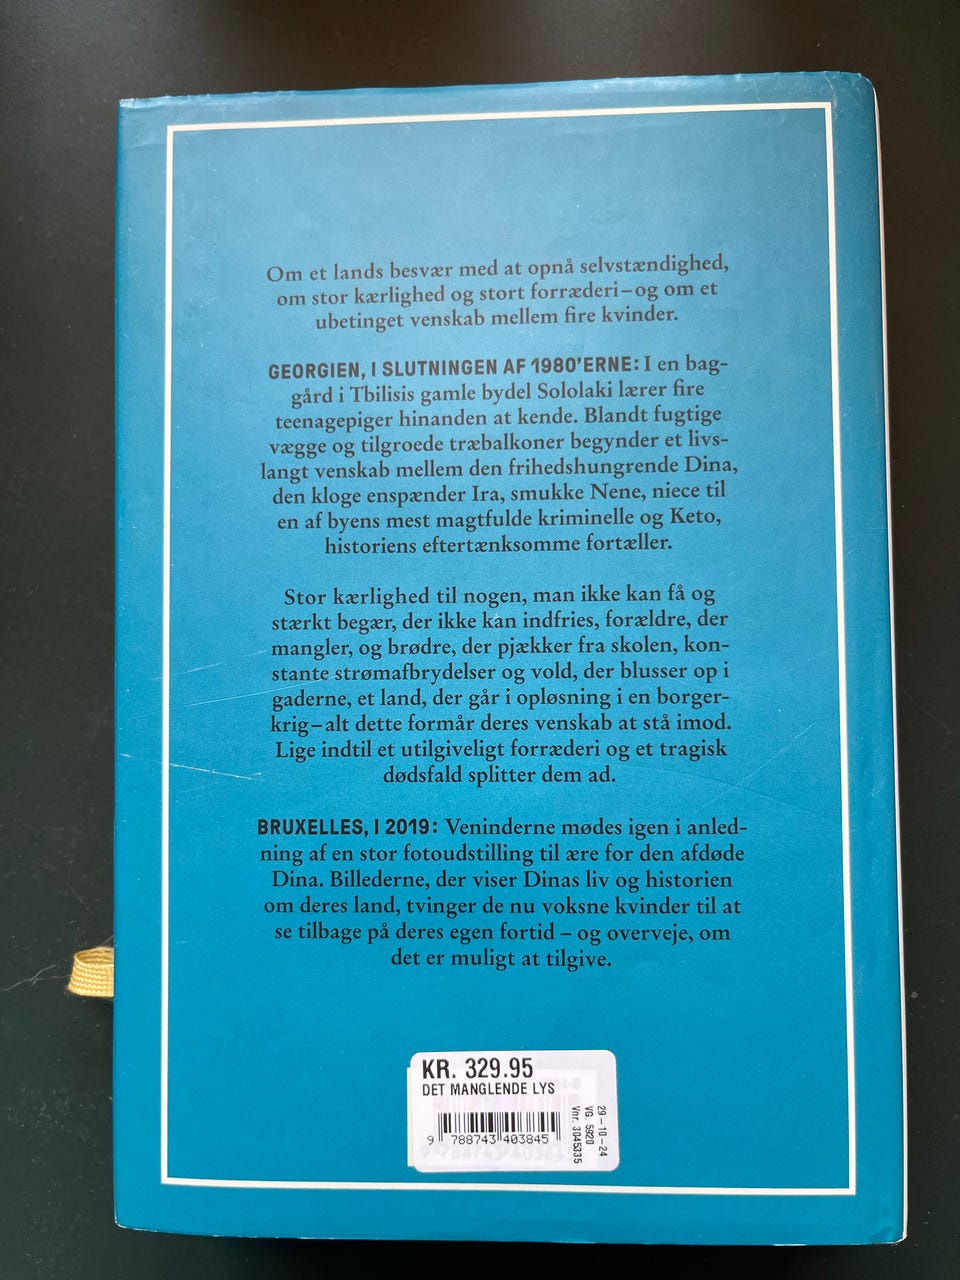 Om et lands besvær med at opnå selvstændighed,
om stor kærlighed og stort forræderi – og om et
ubetinget venskab mellem fire kvinder.
GEORGIEN, I SLUTNINGEN AF 1980'ERNE: I en bag-
gård i Tbilisis gamle bydel Sololaki lærer fire
teenagepiger hinanden at kende. Blandt fugtige
vægge og tilgroede træbalkoner begynder et livs-
langt venskab mellem den frihedshungrende Dina,
den kloge enspænder Ira, smukke Nene, niece til
en af byens mest magtfulde kriminelle og Keto,
historiens eftertænksomme fortæller.
Stor kærlighed til nogen, man ikke kan få og
stærkt begær, der ikke kan indfries, forældre, der
mangler, og brødre, der pjækker fra skolen, kon-
stante strømafbrydelser og vold, der blusser op i
gaderne, et land, der går i opløsning i en borger-
krig – alt dette formår deres venskab at stå imod.
Lige indtil et utilgiveligt forræderi og et tragisk
dødsfald splitter dem ad.
BRUXELLES, I 2019: Veninderne mødes igen i anled-
ning af en stor fotoudstilling til ære for den afdøde
Dina. Billederne, der viser Dinas liv og historien
om deres land, tvinger de nu voksne kvinder til at
se tilbage på deres egen fortid – og overveje, om
det er muligt at tilgive.
KR. 329.95
DET MANGLENDE LYS
9 788743 403845
29-10-24
VG 5920
Vnr. 3045335